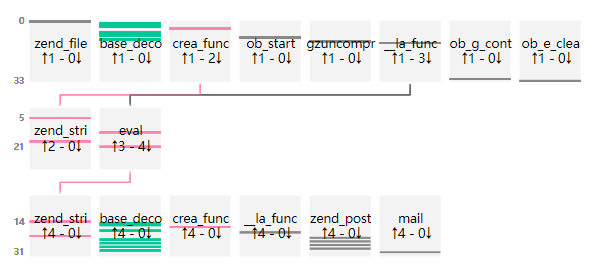 0
zend_file base_deco crea_func ob_start gzuncompr __la_func ob_g_cont ob_e_clea
↑1 - 0↓ ↑1 - 0↓ ↑1 - 2↓ ↑1 - 0↓ ↑1 - 0↓ ↑1 - 3↓ ↑1 - 0↓ ↑1 - 0↓
33
5
zend_stri eval
21 ↑2 - 0↓ ↑3 - 4↓
zend_stri base_deco crea_func __la_func zend_post mail
14
↑4 - 0↓ ↑4 - 0↓ ↑4 - 0↓ ↑4 - 0↓ ↑4 - 0↓ ↑4 - 0↓
31